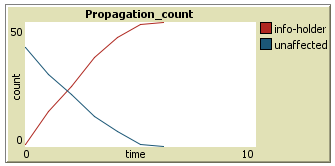 Propagation_count
50
info-holder
unaffected
count
0
0
time
10